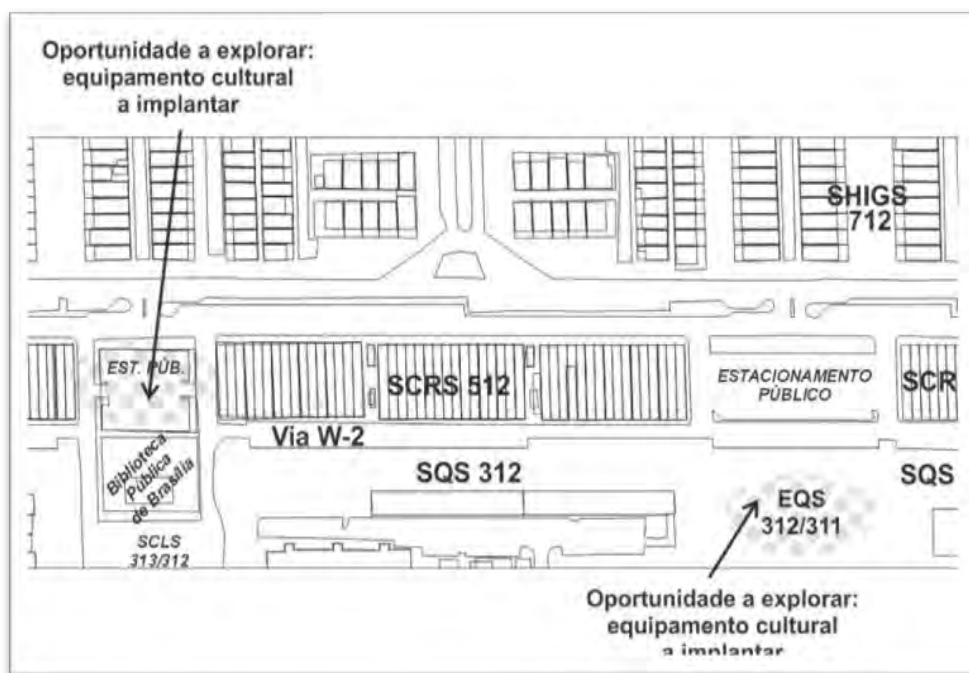 Oportunidade a explorar:
equipamento cultural
a implantar
SHIGS
712
EST. PÚB.
SCRS 512
ESTACIONAMENTO
PÚBLICO
SCR
Via W-2
Biblioteca
Pública
de Brasília
SQS 312
SQS
EQS
312/311
SCLS
313/312
Oportunidade a explorar:
equipamento cultural
a implantar